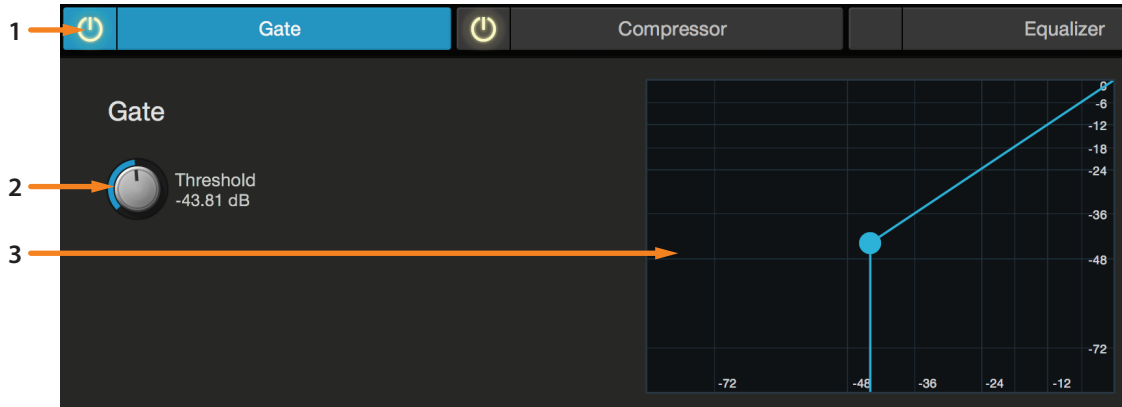 1
Gate
Compressor
Equalizer
Gate
0
-6
-12
-18
-24
2
Threshold
-43.81 dB
-36
3
-48
-72
-72
-48
-36
-24
-12